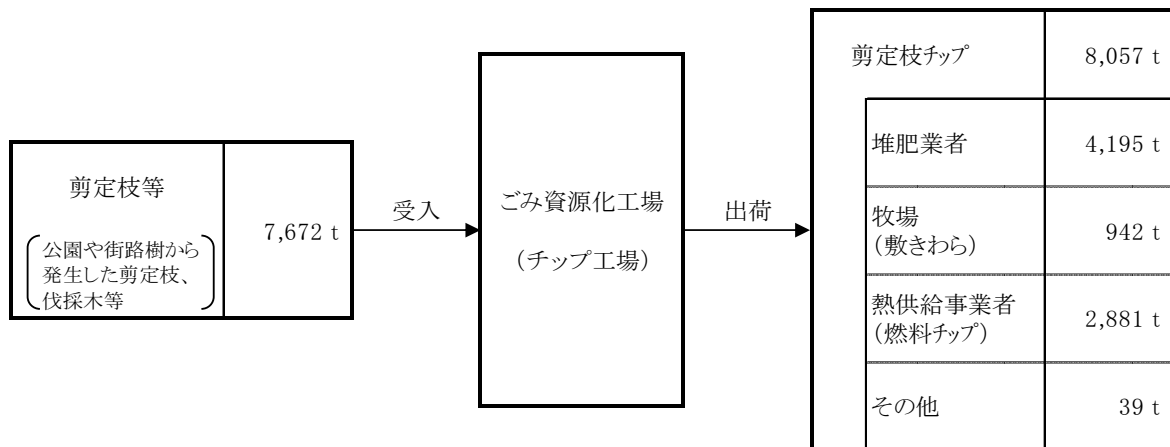 剪定枝等
公園や街路樹から
発生した剪定枝、
伐採木等
7,672 t
受入
ごみ資源化工場
（チップ工場）
出荷
剪定枝チップ 8,057 t
堆肥業者 4,195 t
牧場
（敷きわら） 942 t
熱供給事業者
（燃料チップ） 2,881 t
その他 39 t